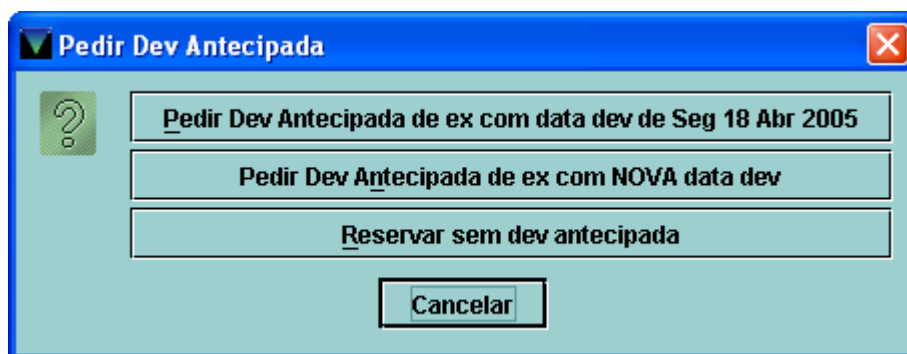 Pedir Dev Antecipada
Pedir Dev Antecipada de ex com data dev de Seg 18 Abr 2005
Pedir Dev Antecipada de ex com NOVA data dev
Reservar sem dev antecipada
Cancelar